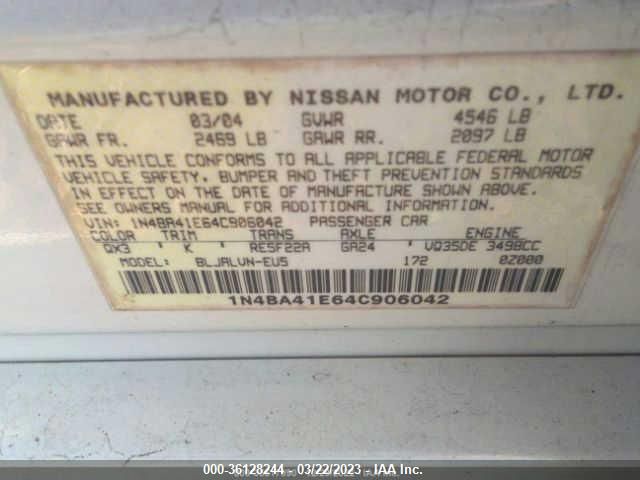 MANUFACTURED BY NISSAN MOTOR CO., LTD.
DATE 03/04 GVWR 4546 LB
GAWR FR. 2469 LB GAWR RR. 2097 LB
THIS VEHICLE CONFORMS TO ALL APPLICABLE FEDERAL MOTOR
VEHICLE SAFETY, BUMPER AND THEFT PREVENTION STANDARDS
IN EFFECT ON THE DATE OF MANUFACTURE SHOWN ABOVE.
SEE OWNERS MANUAL FOR ADDITIONAL INFORMATION.
VIN: 1N4BA41E64C906042 PASSENGER CAR
COLOR TRIM TRANS AXLE ENGINE
QX3 K RE5F22A GA24 VQ35DE 3498CC
MODEL: BLJALVN-EU5 172 0Z000
1N4BA41E64C906042
000-36128244 - 03/22/2023 - IAA Inc.